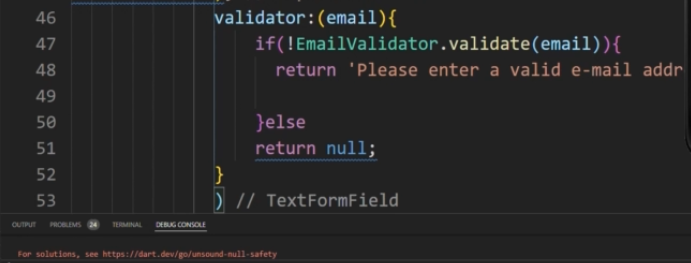 46 validator:(email){
47 if(!EmailValidator.validate(email)){
48 return 'Please enter a valid e-mail addr
49
50 }else
51 return null;
52 }
53 ) // TextFormField
OUTPUT PROBLEMS 24 TERMINAL DEBUG CONSOLE
For solutions, see https://dart.dev/go/unsound-null-safety